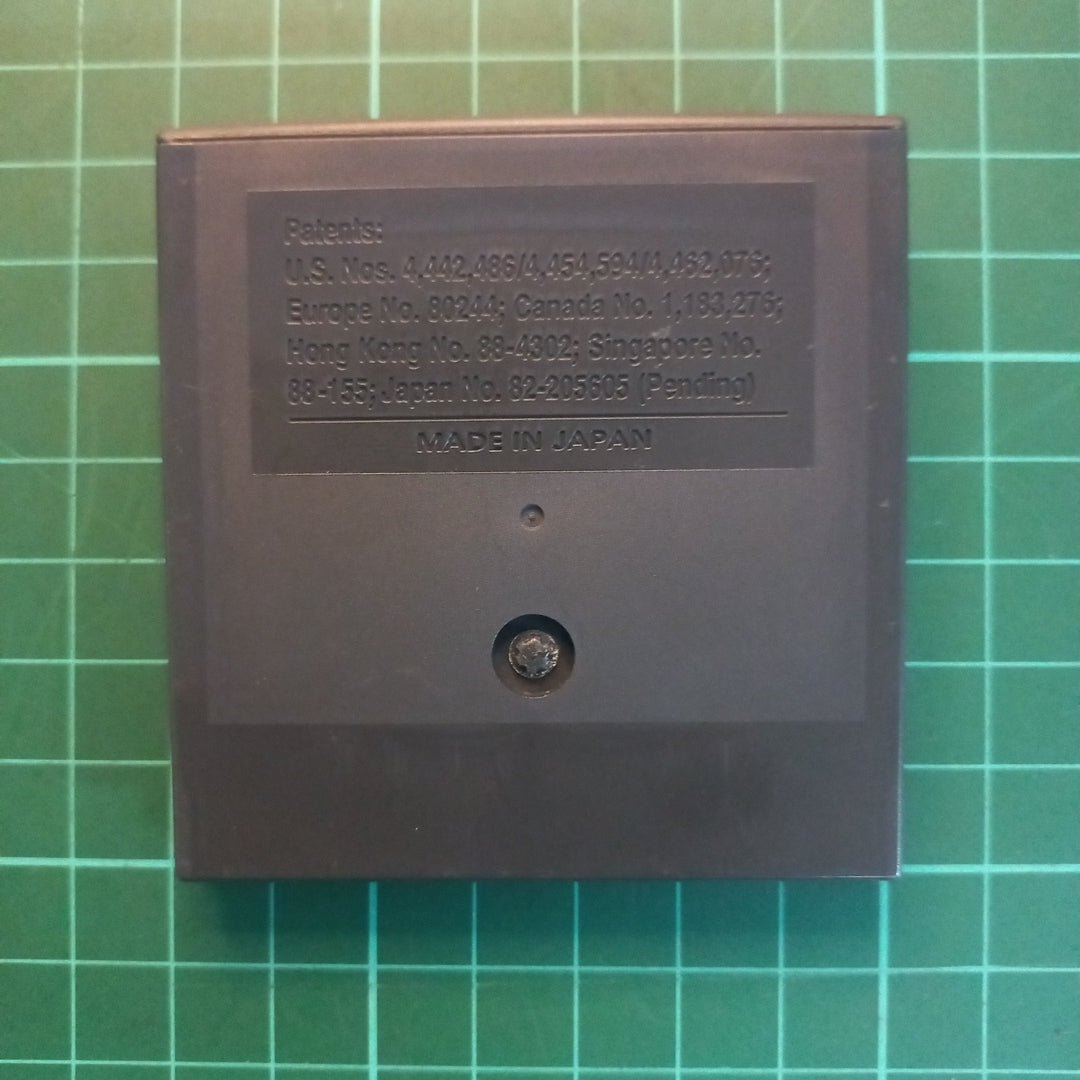 Patents:
U.S. Nos. 4,442,486/4,454,594/4,462,076;
Europe No. 80244; Canada No. 1,183,276;
Hong Kong No. 88-4302; Singapore No.
88-155; Japan No. 82-205605 (Pending)
MADE IN JAPAN